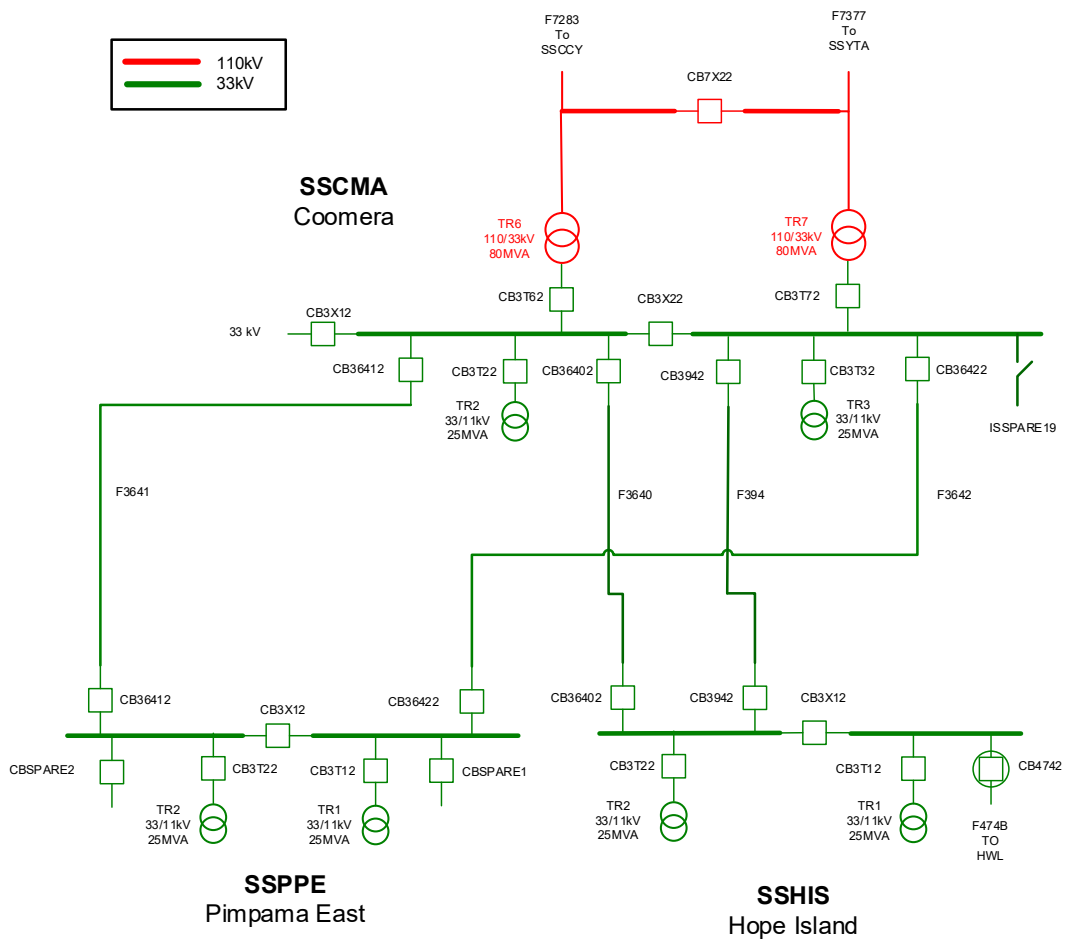 F7283
To
SSCCY
F7377
To
SSYTA
110kV
33kV
CB7X22
SSCMA
Coomera
TR6
110/33kV
80MVA
TR7
110/33kV
80MVA
CB3T62
CB3T72
CB3X12
CB3X22
33 kV
CB36412
CB3T22
CB36402
CB3942
CB3T32
CB36422
TR2
33/11kV
25MVA
TR3
33/11kV
25MVA
ISSPARE19
F3641
F3640
F394
F3642
CB36412
CB36422
CB36402
CB3942
CB3X12
CB3X12
CBSPARE2
CB3T22
CB3T12
CBSPARE1
CB3T22
CB3T12
CB4742
TR2
33/11kV
25MVA
TR1
33/11kV
25MVA
TR2
33/11kV
25MVA
TR1
33/11kV
25MVA
F474B
TO
HWL
SSPPE
Pimpama East
SSHIS
Hope Island